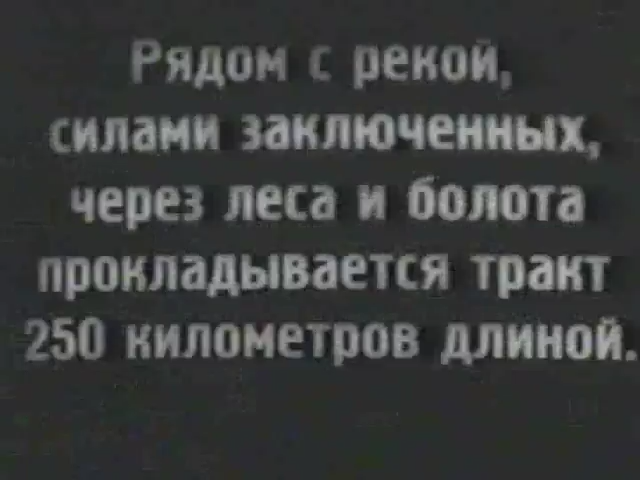 Рядом с рекой,
силами заключенных,
через леса и болота
прокладывается тракт
250 километров длиной.